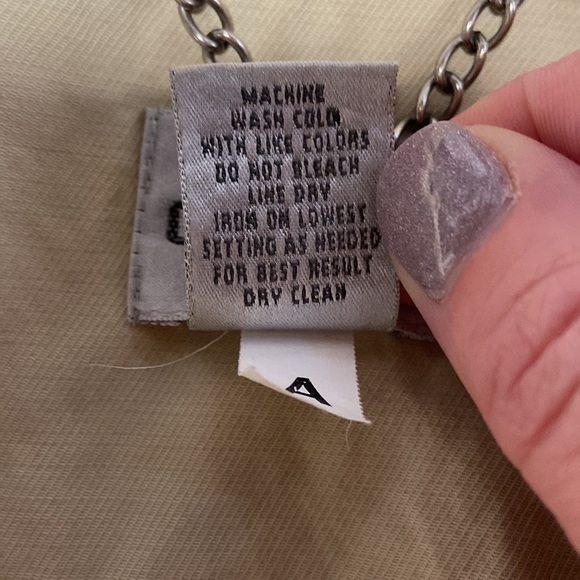 MACHINE
WASH COLD
WITH LIKE COLORS
DO NOT BLEACH
LINE DRY
IRON ON LOWEST
SETTING AS NEEDED
FOR BEST RESULT
DRY CLEAN
A